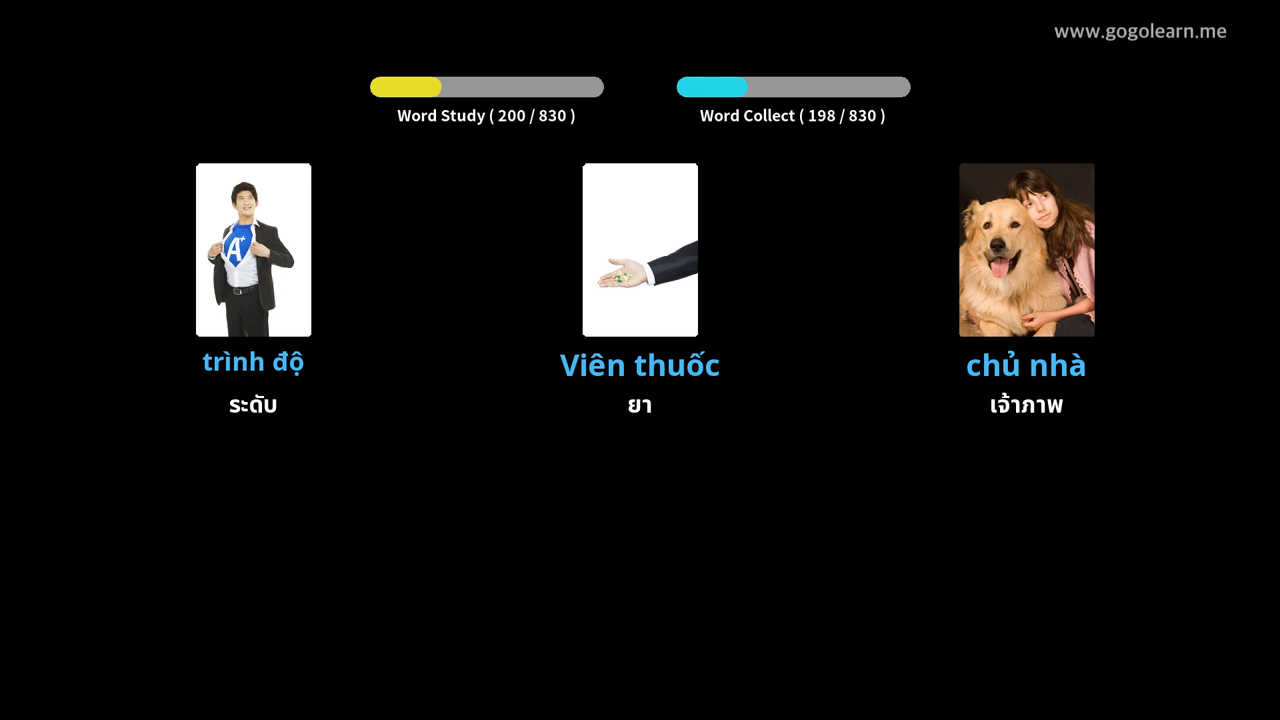 www.gogolearn.me
Word Study ( 200 / 830 )
Word Collect ( 198 / 830 )
A+
trình độ
Viên thuốc
chủ nhà
ระดับ
ยา
เจ้าภาพ